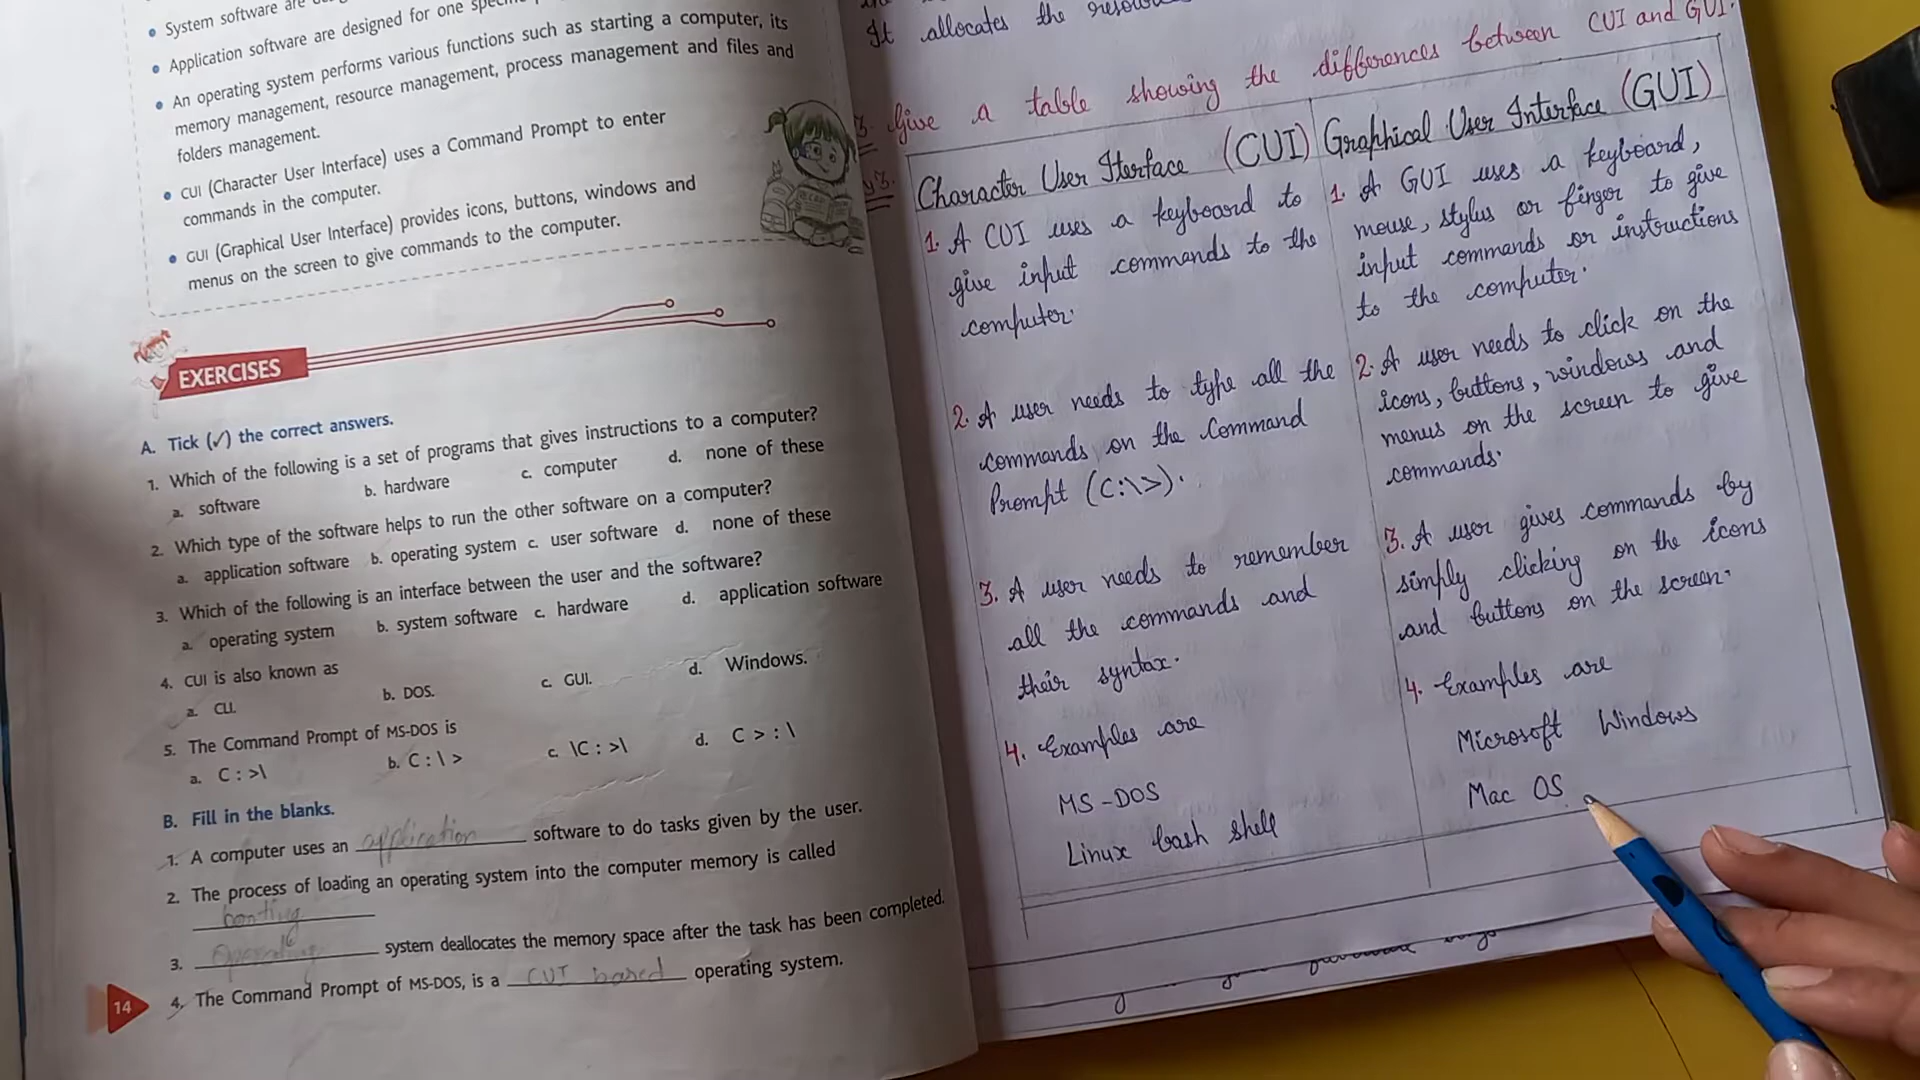 System software are
Application software are designed for one
An operating system performs various functions such as starting a computer, its
memory management, resource management, process management and files and
folders management.
CUI (Character User Interface) uses a Command Prompt to enter
commands in the computer.
GUI (Graphical User Interface) provides icons, buttons, windows and
menus on the screen to give commands to the computer.
EXERCISES
A. Tick (✓) the correct answers.
1. Which of the following is a set of programs that gives instructions to a computer?
a. software b. hardware c. computer d. none of these
2. Which type of the software helps to run the other software on a computer?
a. application software b. operating system c. user software d. none of these
3. Which of the following is an interface between the user and the software?
a. operating system b. system software c. hardware d. application software
4. CUI is also known as
a. CLI. b. DOS. c. GUI. d. Windows.
5. The Command Prompt of MS-DOS is
a. C : >\ b. C : \ > c. \C : >\ d. C > : \
B. Fill in the blanks.
1. A computer uses an application software to do tasks given by the user.
2. The process of loading an operating system into the computer memory is called
booting
3. Operating system deallocates the memory space after the task has been completed.
4. The Command Prompt of MS-DOS, is a CUI based operating system.
14
It allocates the
3. Give a table showing the differences between CUI and GUI.
Character User Iterface (CUI) Graphical User Interface (GUI)
1. A CUI uses a keyboard to
give input commands to the
computer.
2. A user needs to type all the
commands on the Command
Prompt (C:\>).
3. A user needs to remember
all the commands and
their syntax.
4. Examples are
MS-DOS
Linux bash shell
1. A GUI uses a keyboard,
mouse, stylus or finger to give
input commands or instructions
to the computer.
2. A user needs to click on the
icons, buttons, windows and
menus on the screen to give
commands.
3. A user gives commands by
simply clicking on the icons
and buttons on the screen.
4. Examples are
Microsoft Windows
Mac OS